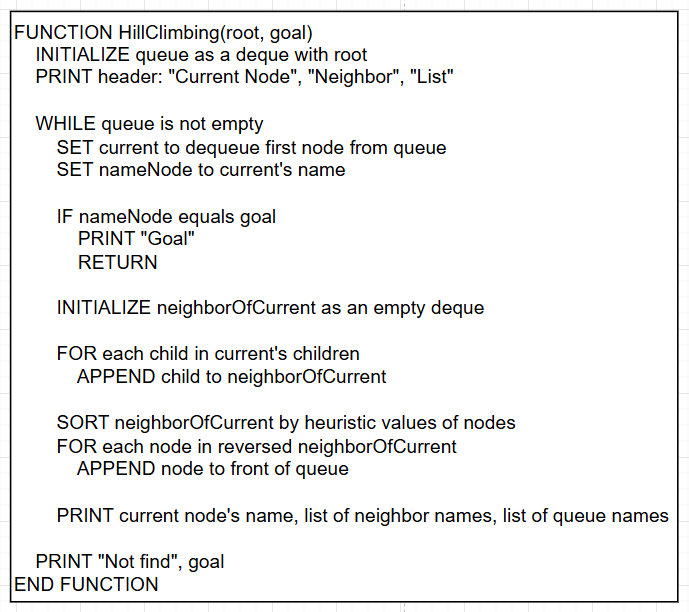 FUNCTION HillClimbing(root, goal)
INITIALIZE queue as a deque with root
PRINT header: "Current Node", "Neighbor", "List"
WHILE queue is not empty
SET current to dequeue first node from queue
SET nameNode to current's name
IF nameNode equals goal
PRINT "Goal"
RETURN
INITIALIZE neighborOfCurrent as an empty deque
FOR each child in current's children
APPEND child to neighborOfCurrent
SORT neighborOfCurrent by heuristic values of nodes
FOR each node in reversed neighborOfCurrent
APPEND node to front of queue
PRINT current node's name, list of neighbor names, list of queue names
PRINT "Not find", goal
END FUNCTION